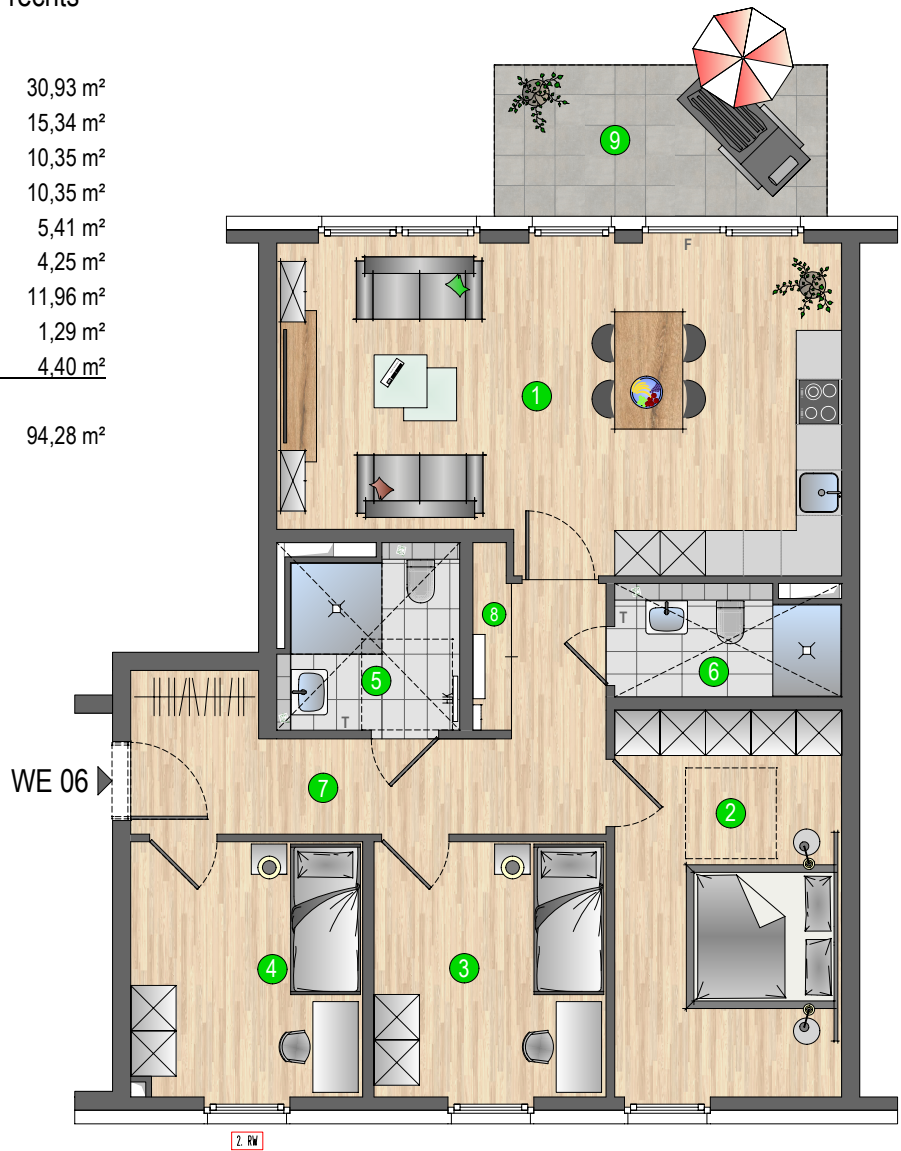 rechts
30,93 m²
15,34 m²
10,35 m²
10,35 m²
5,41 m²
4,25 m²
11,96 m²
1,29 m²
4,40 m²
94,28 m²
9
F
1
8
T
6
5
HK
T
WE 06
7
2
4
3
2. RW